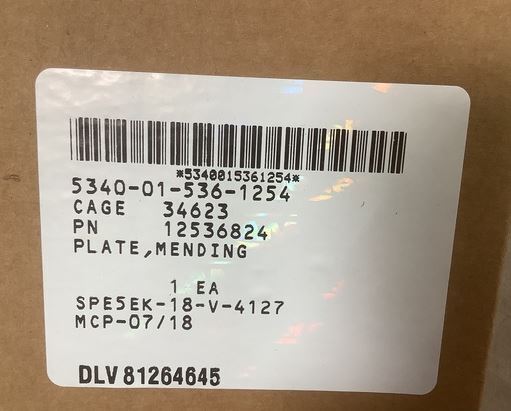 *5340015361254*
5340-01-536-1254
CAGE 34623
PN 12536824
PLATE,MENDING
1 EA
SPE5EK-18-V-4127
MCP-07/18
DLV 81264645